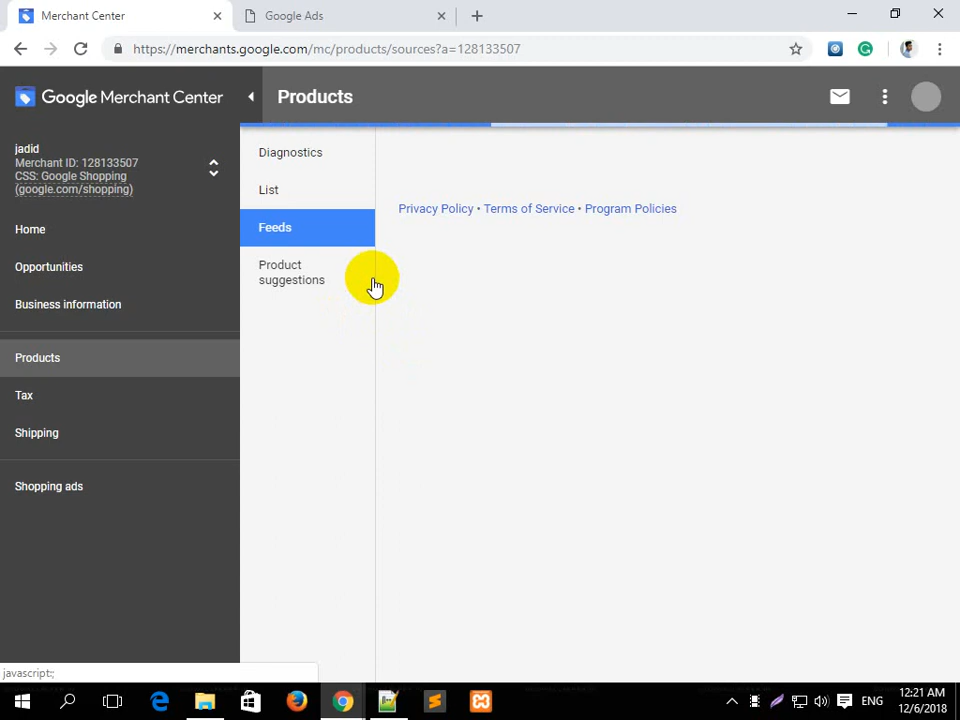 Merchant Center
Google Ads
https://merchants.google.com/mc/products/sources?a=128133507
Google Merchant Center
Products
jadid
Merchant ID: 128133507
CSS: Google Shopping
(google.com/shopping)
Home
Opportunities
Business information
Products
Tax
Shipping
Shopping ads
Diagnostics
List
Feeds
Product
suggestions
Privacy Policy • Terms of Service • Program Policies
javascript:;
ENG
12:21 AM
12/6/2018